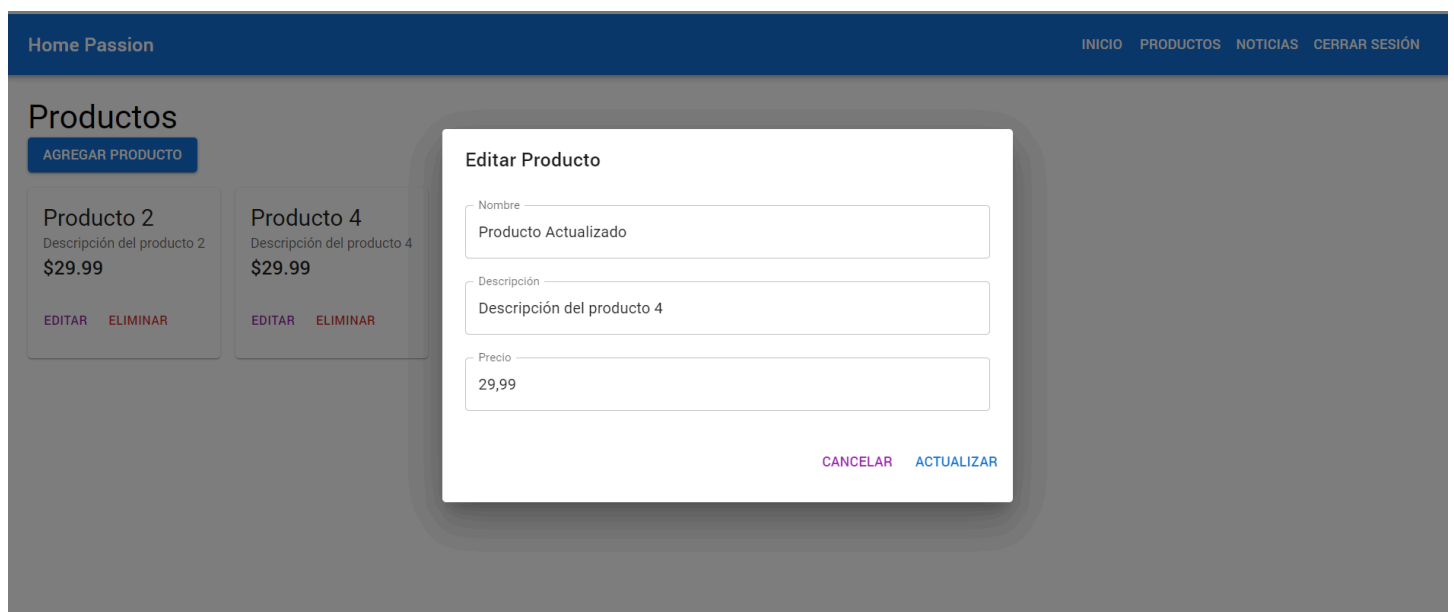 Home Passion
INICIO PRODUCTOS NOTICIAS CERRAR SESIÓN
Productos
AGREGAR PRODUCTO
Producto 2
Descripción del producto 2
$29.99
EDITAR ELIMINAR
Producto 4
Descripción del producto 4
$29.99
EDITAR ELIMINAR
Editar Producto
Nombre
Producto Actualizado
Descripción
Descripción del producto 4
Precio
29,99
CANCELAR ACTUALIZAR